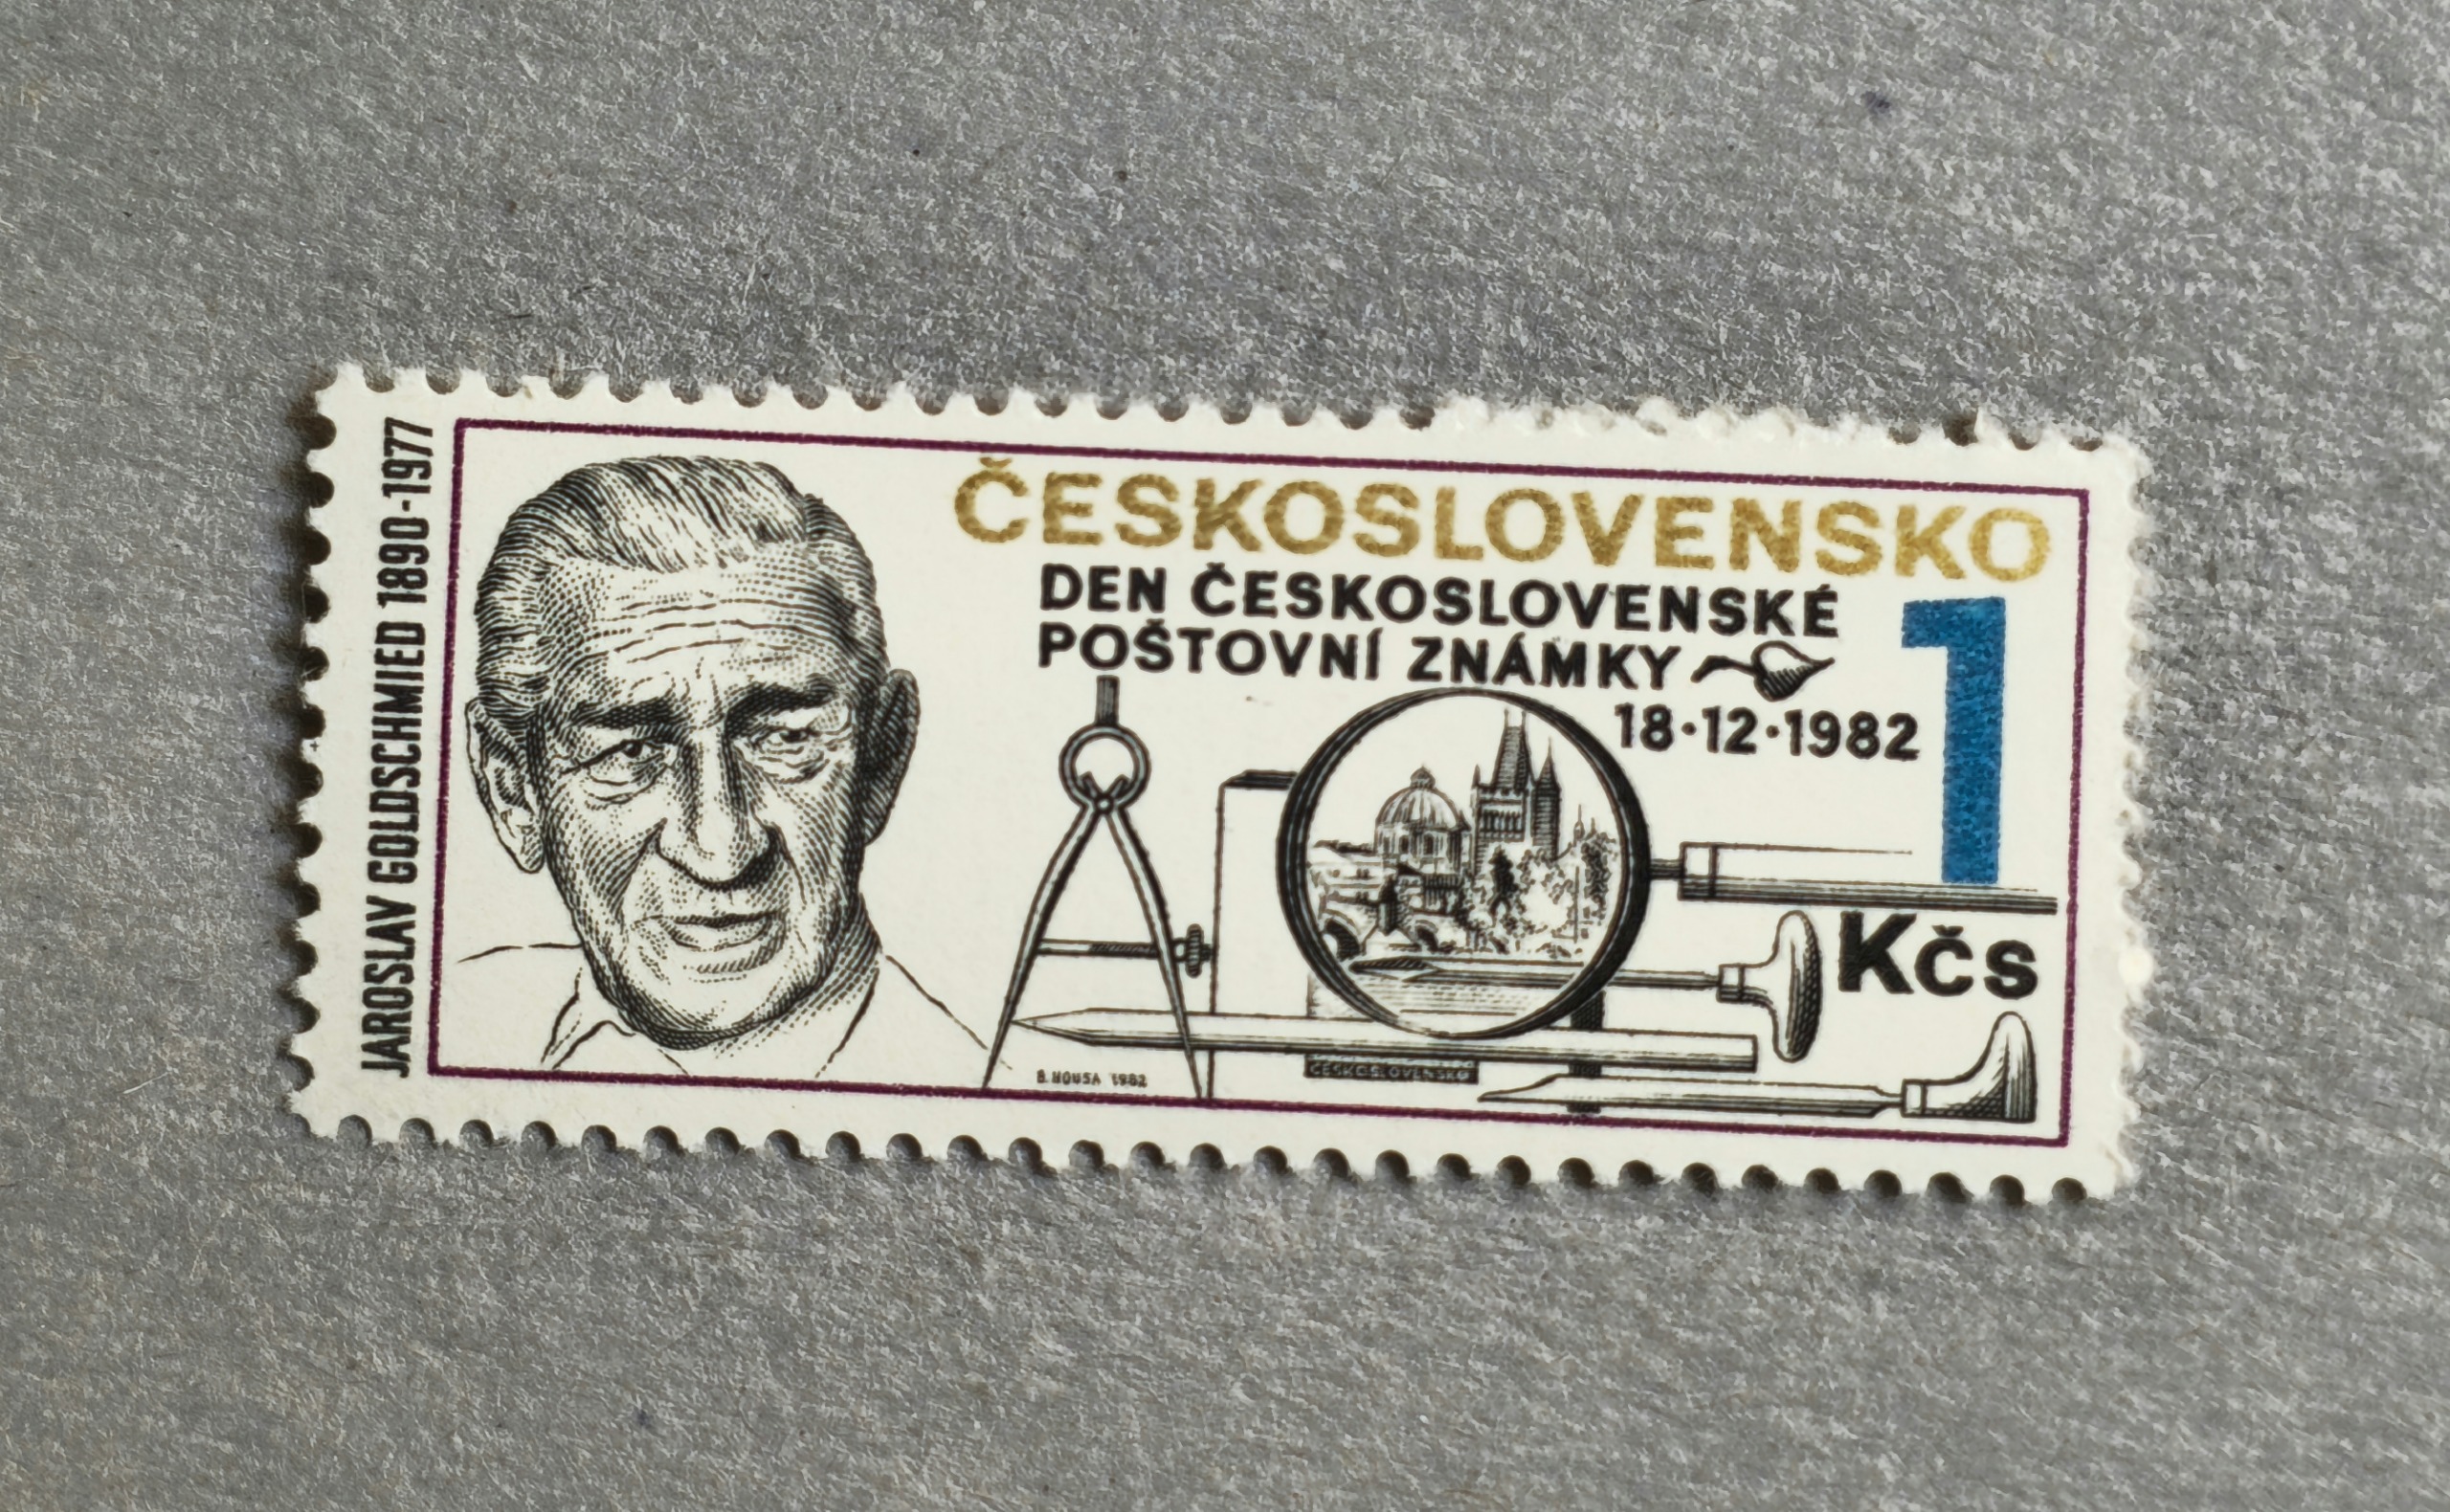 JAROSLAV GOLDSCHMIED 1890-1977
ČESKOSLOVENSKO
DEN ČESKOSLOVENSKÉ
POŠTOVNÍ ZNÁMKY
18·12·1982
1
Kčs
ČESKOSLOVENSKO
B. HOUSA 1982